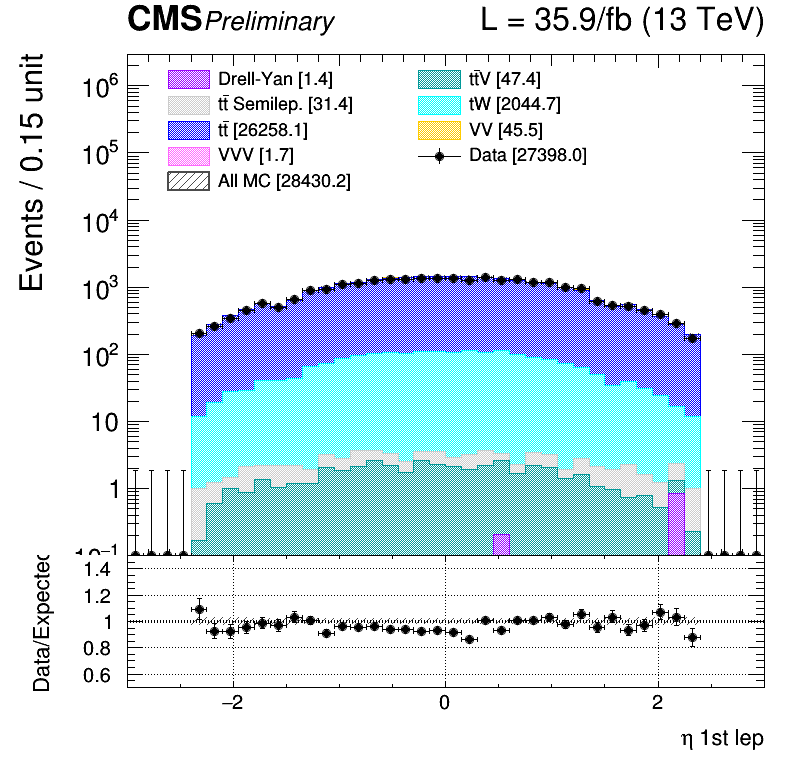 CMS Preliminary L = 35.9/fb (13 TeV)
Events / 0.15 unit
10⁶
10⁵
10⁴
10³
10²
10
1
10⁻¹
Drell-Yan [1.4]
tt̄ Semilep. [31.4]
tt̄ [26258.1]
VVV [1.7]
All MC [28430.2]
tt̄V [47.4]
tW [2044.7]
VV [45.5]
Data [27398.0]
Data/Expected
1.4
1.2
1
0.8
0.6
−2 0 2
η 1st lep